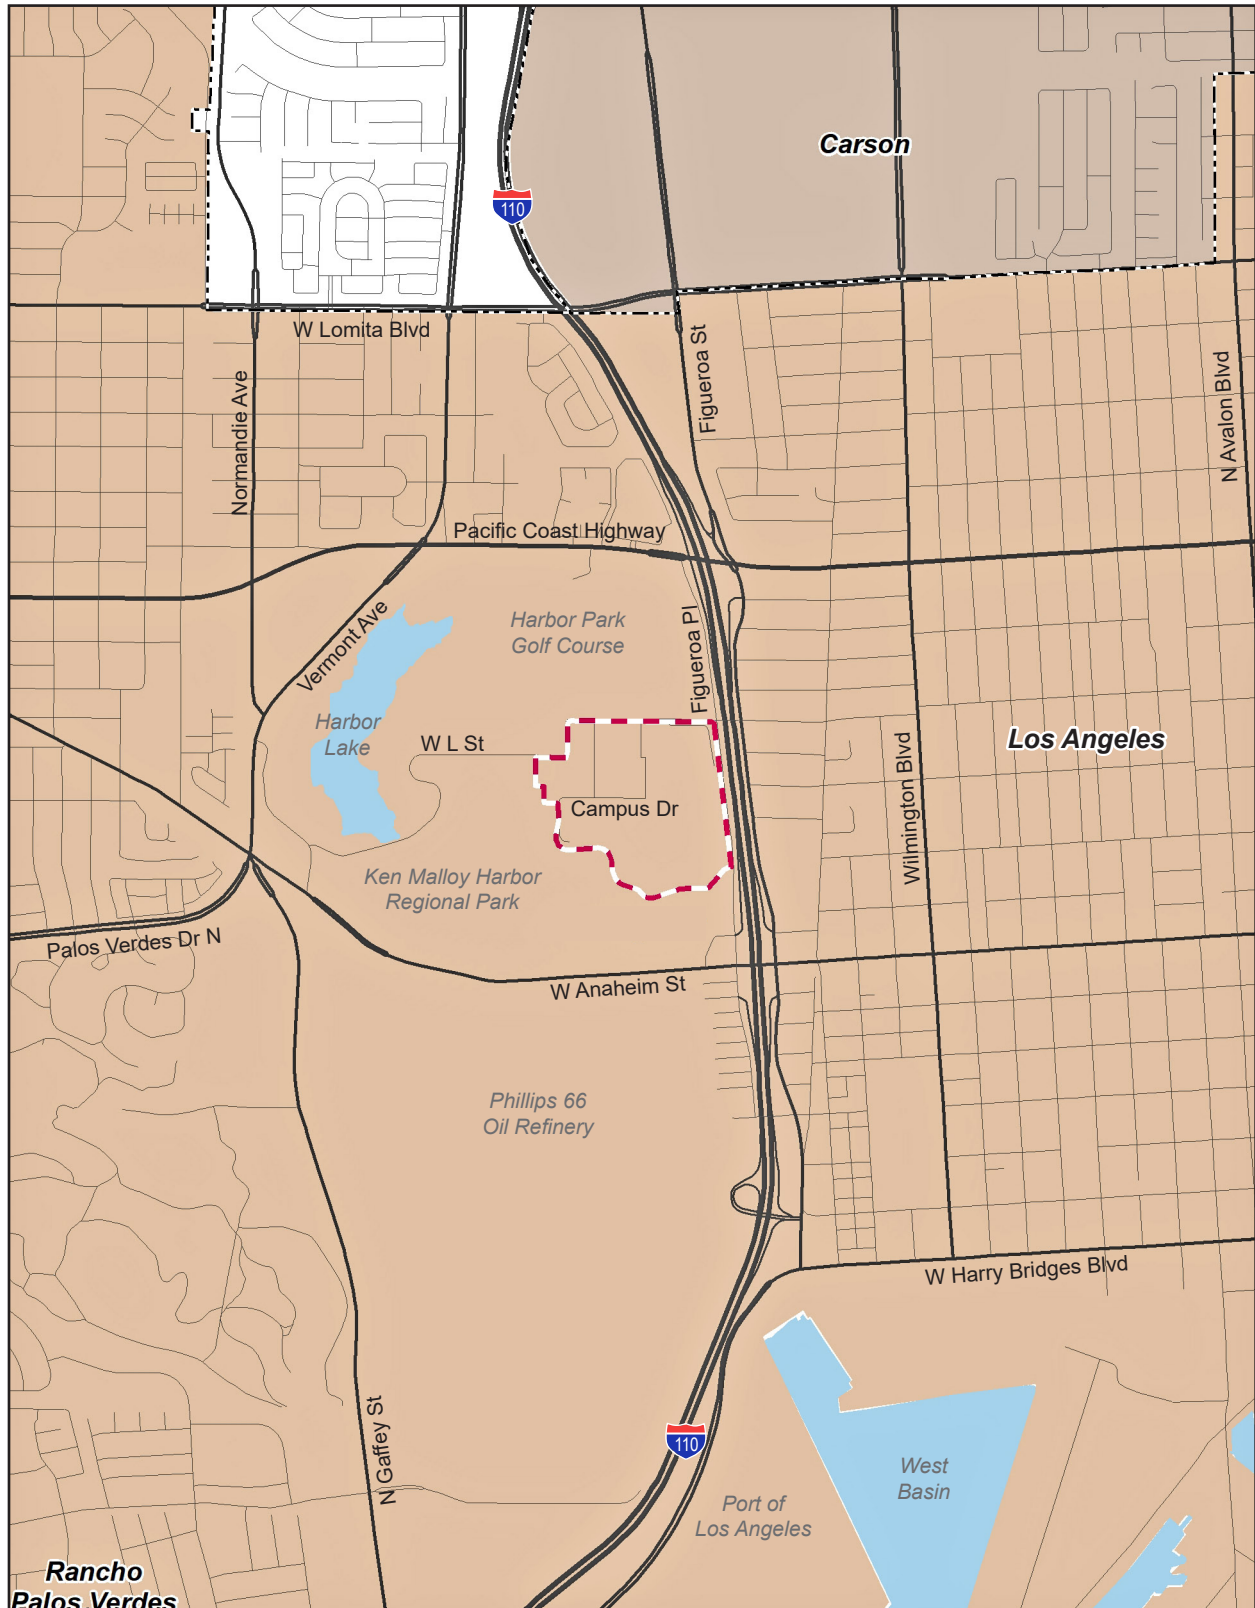 Carson
110
W Lomita Blvd
Figueroa St
Normandie Ave
N Avalon Blvd
Pacific Coast Highway
Harbor Park
Golf Course
Vermont Ave
Figueroa Pl
Harbor
Lake
W L St
Los Angeles
Wilmington Blvd
Campus Dr
Ken Malloy Harbor
Regional Park
Palos Verdes Dr N
W Anaheim St
Phillips 66
Oil Refinery
W Harry Bridges Blvd
N Gaffey St
110
West
Basin
Port of
Los Angeles
Rancho
Palos Verdes